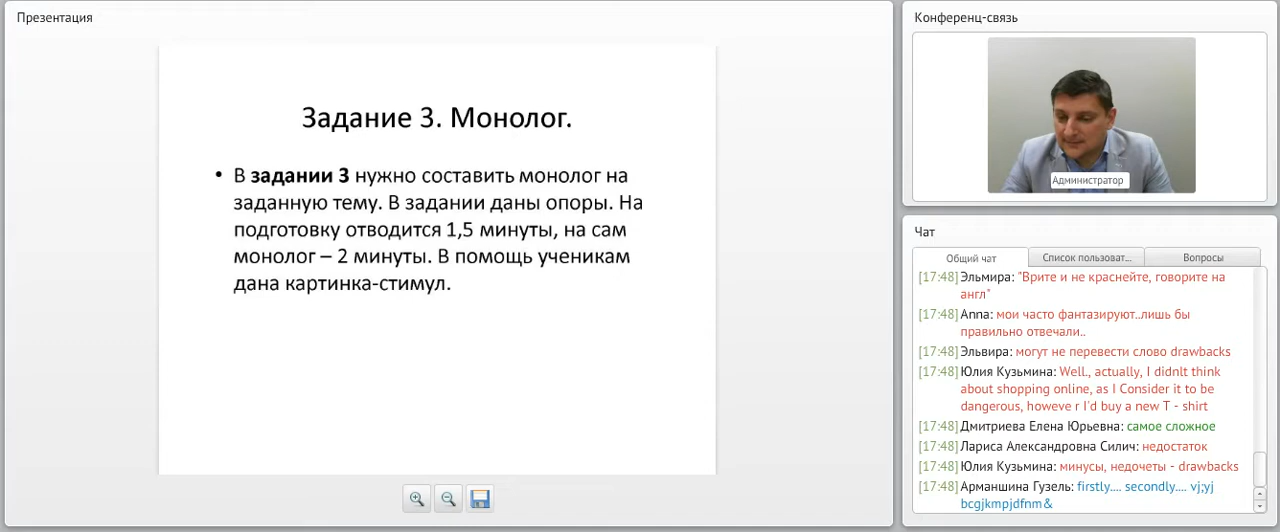 Презентация
Задание 3. Монолог.
• В задании 3 нужно составить монолог на
заданную тему. В задании даны опоры. На
подготовку отводится 1,5 минуты, на сам
монолог – 2 минуты. В помощь ученикам
дана картинка-стимул.
Конференц-связь
Администратор
Чат
Общий чат
Список пользоват...
Вопросы
[17:48] Эльмира: "Врите и не краснейте, говорите на
англ"
[17:48] Anna: мои часто фантазируют..лишь бы
правильно отвечали..
[17:48] Эльвира: могут не перевести слово drawbacks
[17:48] Юлия Кузьмина: Well., actually, I didnlt think
about shopping online, as I Consider it to be
dangerous, howeve r I'd buy a new T - shirt
[17:48] Дмитриева Елена Юрьевна: самое сложное
[17:48] Лариса Александровна Силич: недостаток
[17:48] Юлия Кузьмина: минусы, недочеты - drawbacks
[17:48] Арманшина Гузель: firstly.... secondly.... vj;yj
bcgjkmpjdfnm&